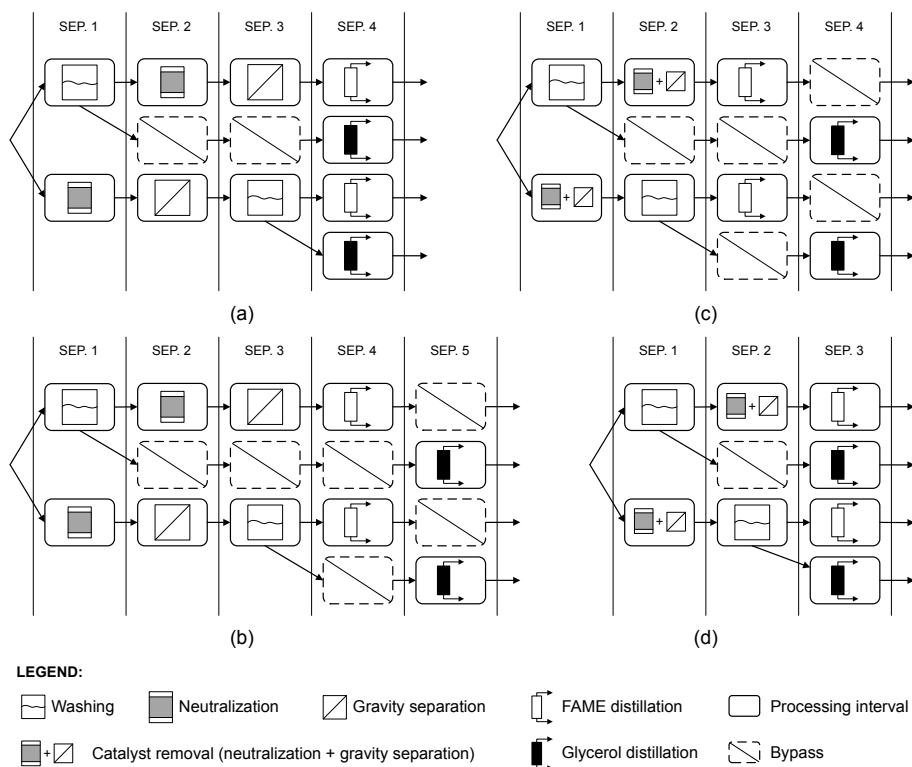 SEP. 1 SEP. 2 SEP. 3 SEP. 4
(a)
SEP. 1 SEP. 2 SEP. 3 SEP. 4
+
+
(c)
SEP. 1 SEP. 2 SEP. 3 SEP. 4 SEP. 5
(b)
SEP. 1 SEP. 2 SEP. 3
+
+
(d)
LEGEND:
Washing
Neutralization
Gravity separation
FAME distillation
Processing interval
+ Catalyst removal (neutralization + gravity separation)
Glycerol distillation
Bypass